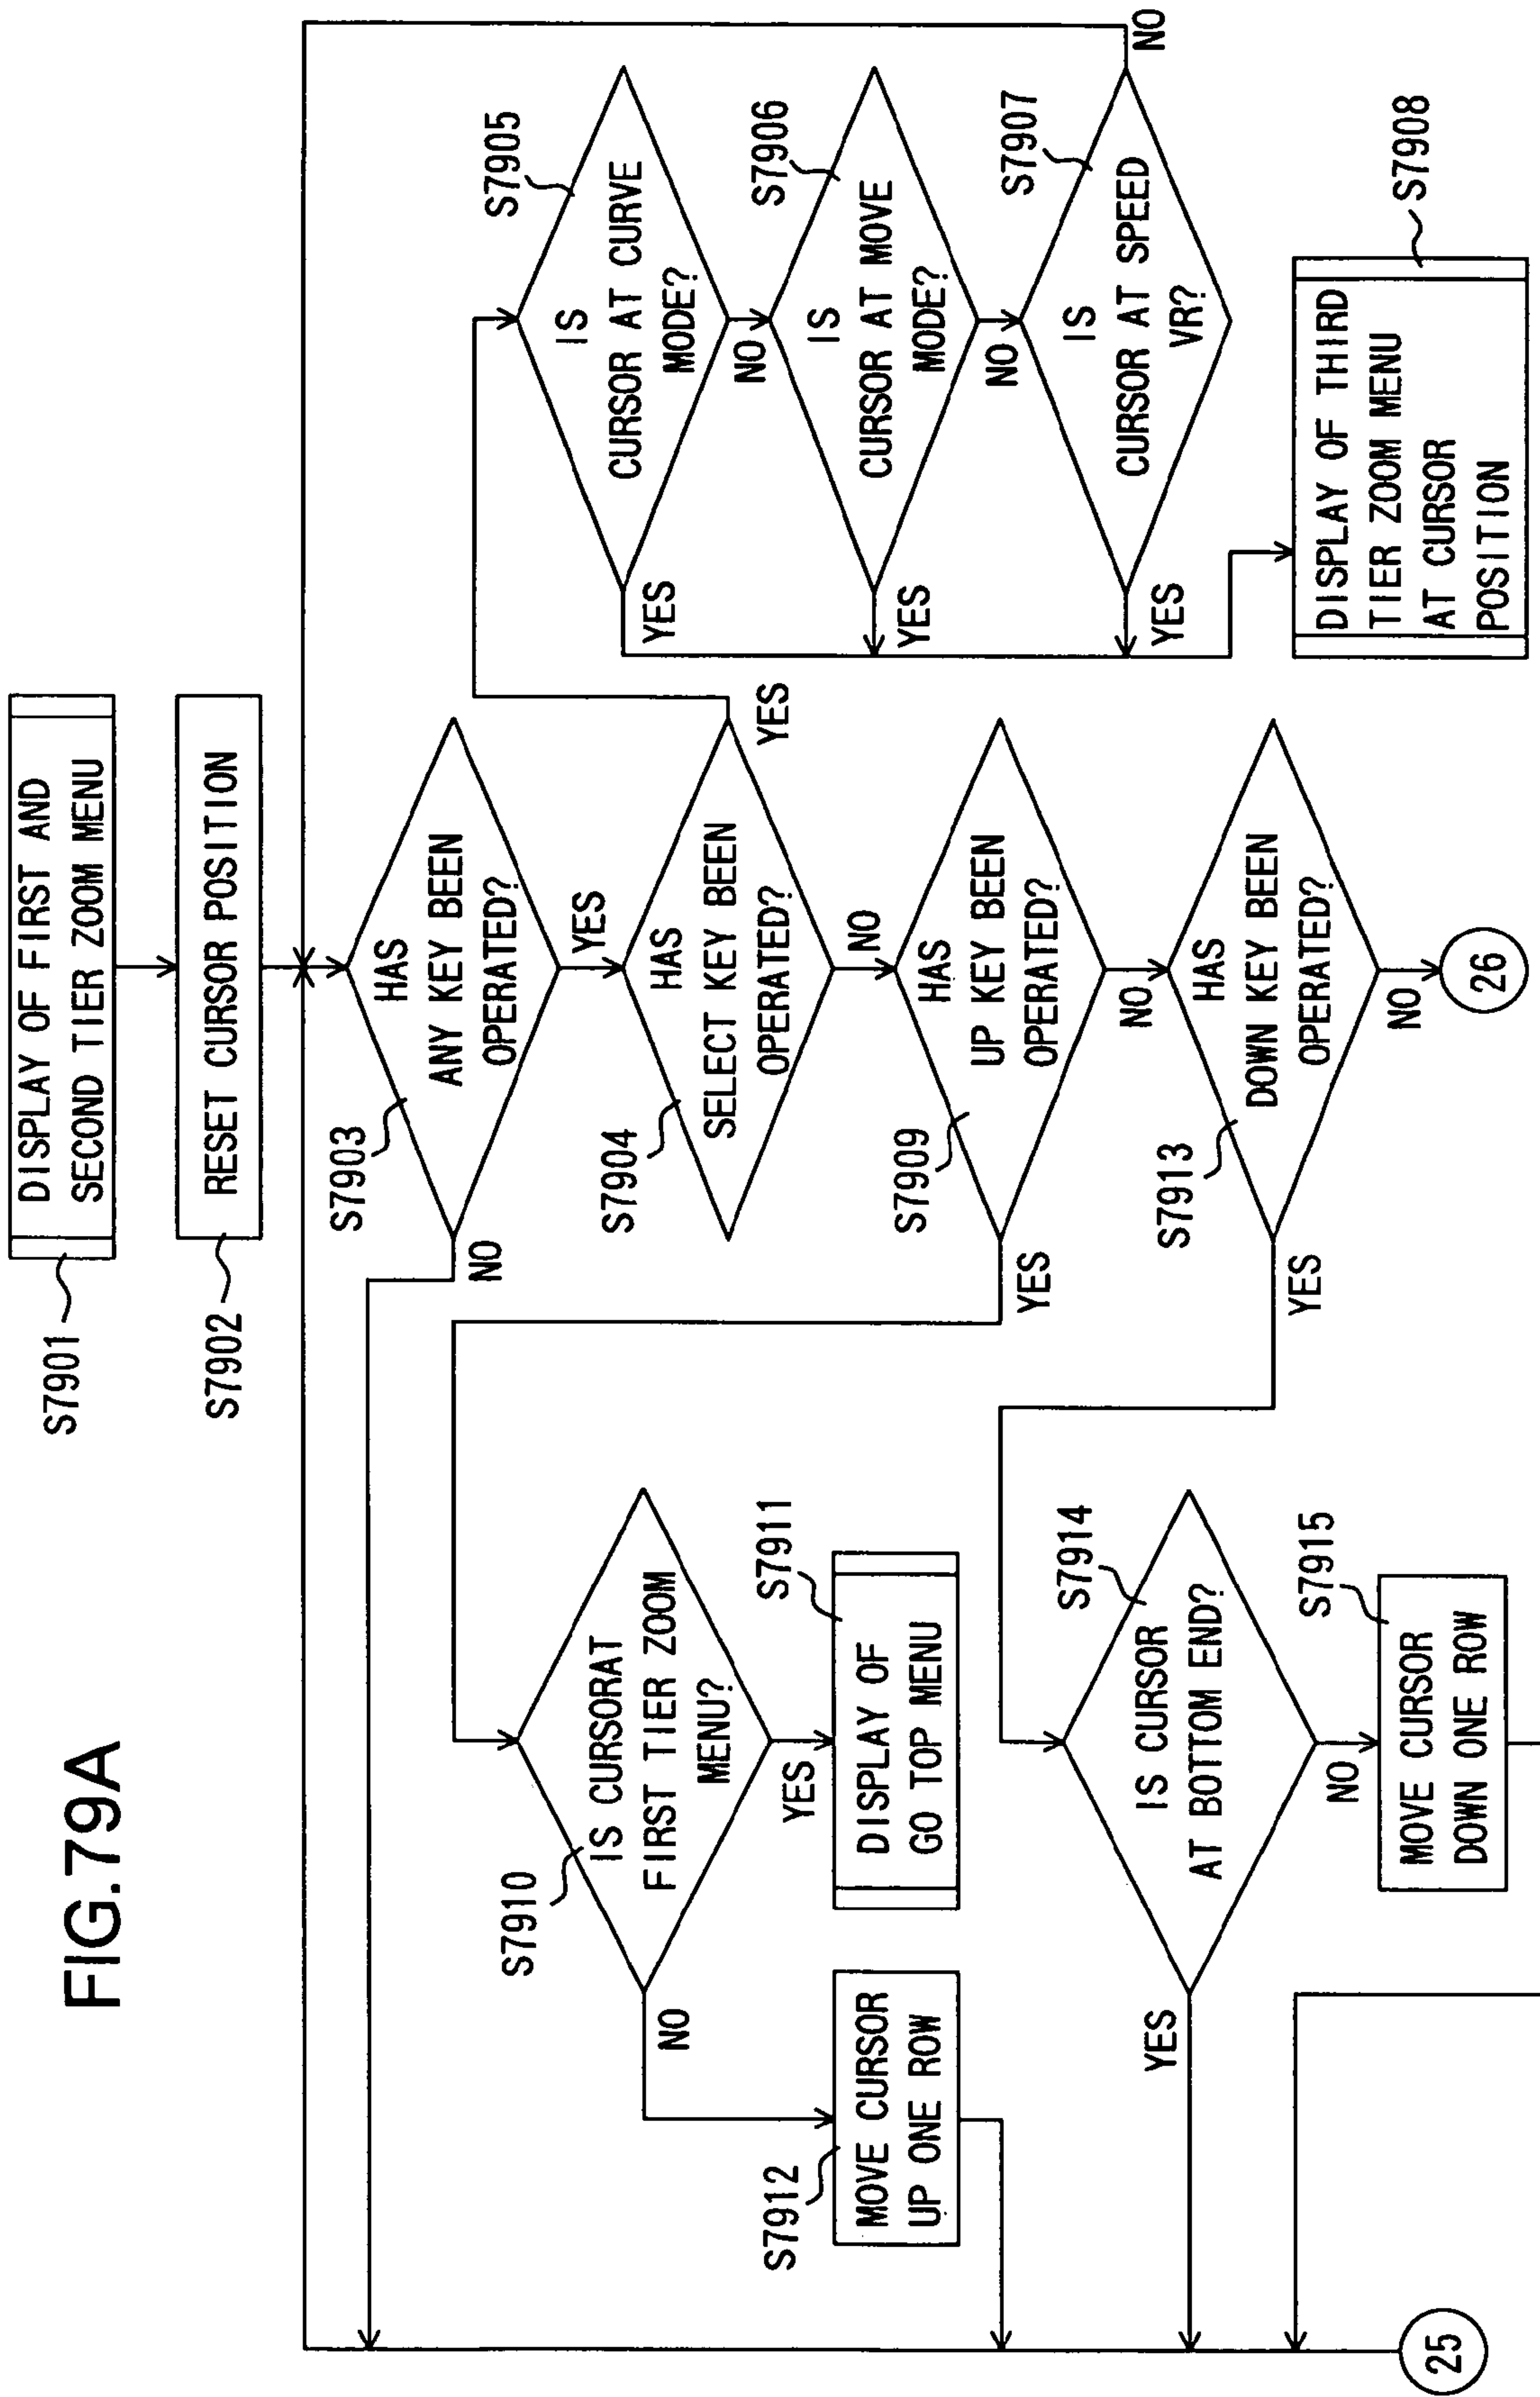 FIG.79A
S7901
DISPLAY OF FIRST AND
SECOND TIER ZOOM MENU
S7902
RESET CURSOR POSITION
S7903
HAS
ANY KEY BEEN
OPERATED?
NO
YES
S7904
HAS
SELECT KEY BEEN
OPERATED?
YES
NO
S7905
IS
CURSOR AT CURVE
MODE?
YES
NO
S7906
IS
CURSOR AT MOVE
MODE?
YES
NO
S7907
IS
CURSOR AT SPEED
VR?
YES
NO
S7908
DISPLAY OF THIRD
TIER ZOOM MENU
AT CURSOR
POSITION
S7909
HAS
UP KEY BEEN
OPERATED?
YES
NO
S7910
IS CURSORAT
FIRST TIER ZOOM
MENU?
NO
YES
S7911
DISPLAY OF
GO TOP MENU
S7912
MOVE CURSOR
UP ONE ROW
S7913
HAS
DOWN KEY BEEN
OPERATED?
YES
NO
S7914
IS CURSOR
AT BOTTOM END?
YES
NO
S7915
MOVE CURSOR
DOWN ONE ROW
25
26